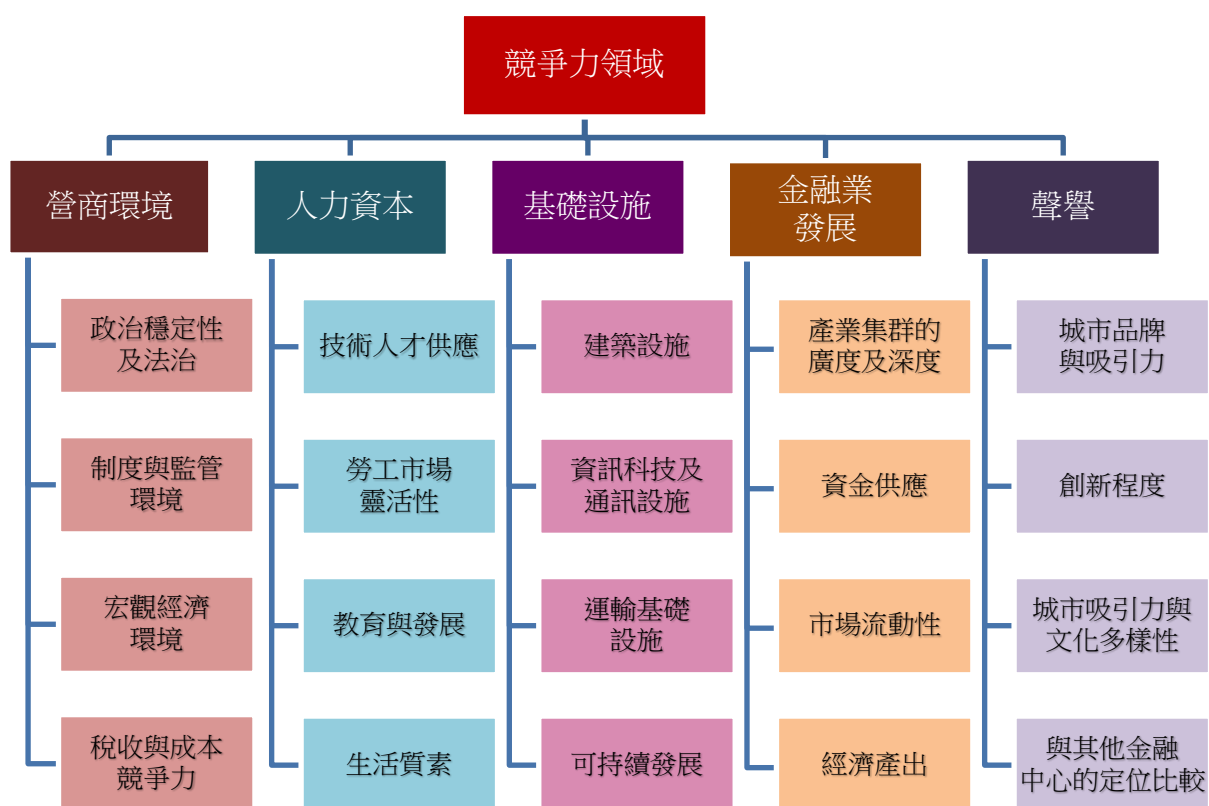 競爭力領域
營商環境
人力資本
基礎設施
金融業
發展
聲譽
政治穩定性
及法治
技術人才供應
建築設施
產業集群的
廣度及深度
城市品牌
與吸引力
制度與監管
環境
勞工市場
靈活性
資訊科技及
通訊設施
資金供應
創新程度
宏觀經濟
環境
教育與發展
運輸基礎
設施
市場流動性
城市吸引力與
文化多樣性
稅收與成本
競爭力
生活質素
可持續發展
經濟產出
與其他金融
中心的定位比較